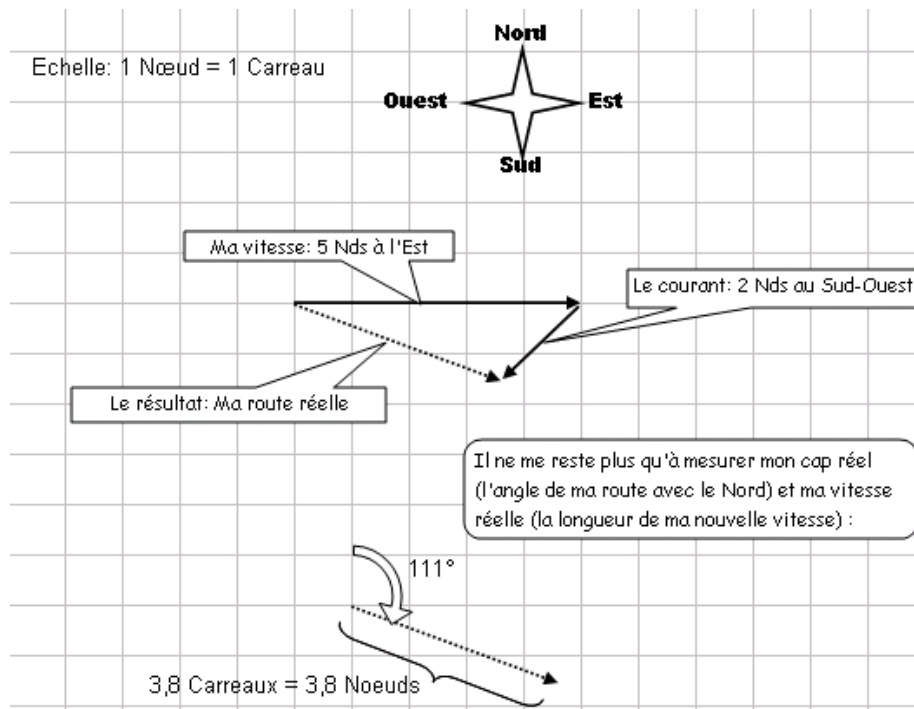 Nord
Echelle: 1 Nœud = 1 Carreau
Ouest
Est
Sud
Ma vitesse: 5 Nds à l'Est
Le courant: 2 Nds au Sud-Ouest
Le résultat: Ma route réelle
Il ne me reste plus qu'à mesurer mon cap réel
(l'angle de ma route avec le Nord) et ma vitesse
réelle (la longueur de ma nouvelle vitesse) :
111°
3,8 Carreaux = 3,8 Noeuds